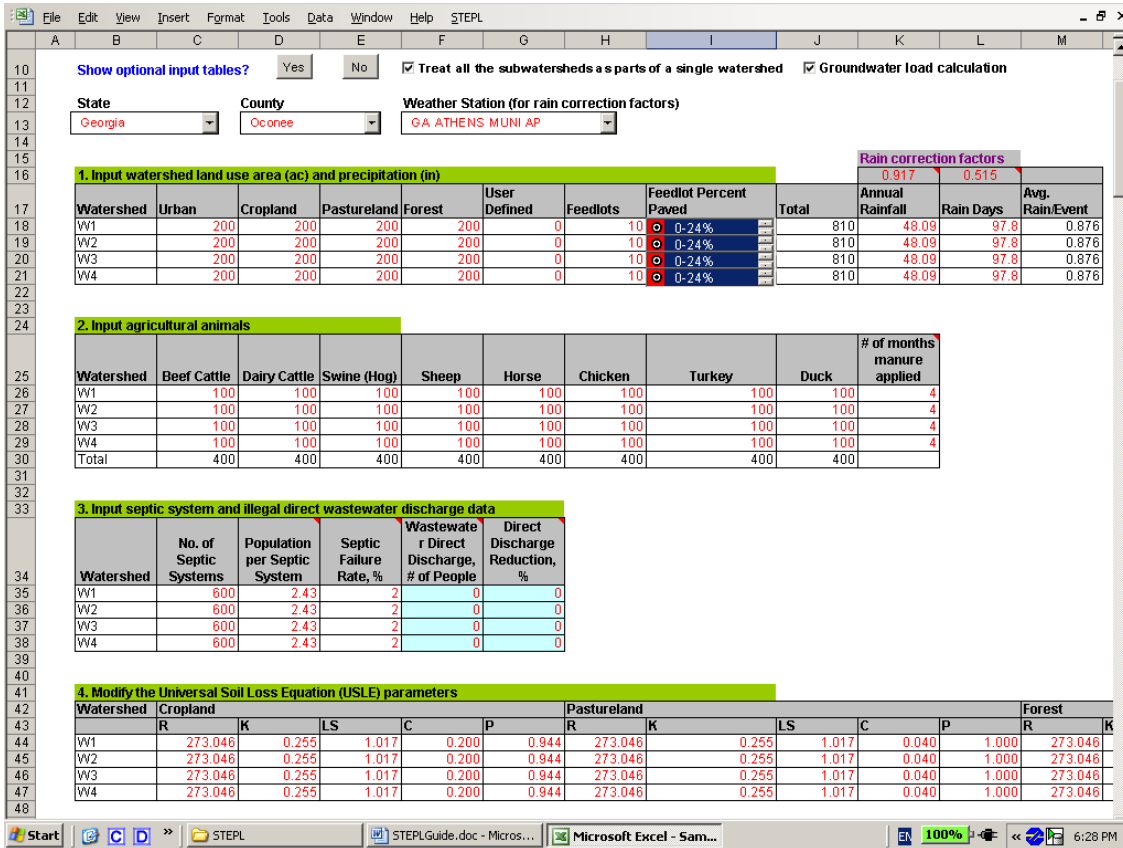 File Edit View Insert Format Tools Data Window Help STEPL
A B C D E F G H I J K L M
10 Show optional input tables? Yes No Treat all the subwatersheds as parts of a single watershed Groundwater load calculation
11
12 State County Weather Station (for rain correction factors)
13 Georgia Oconee GA ATHENS MUNI AP
14
15 Rain correction factors
16 1. Input watershed land use area (ac) and precipitation (in) 0.917 0.515
User Feedlot Percent Annual Avg.
17 Watershed Urban Cropland Pastureland Forest Defined Feedlots Paved Total Rainfall Rain Days Rain/Event
18 W1 200 200 200 200 0 10 0-24% 810 48.09 97.8 0.876
19 W2 200 200 200 200 0 10 0-24% 810 48.09 97.8 0.876
20 W3 200 200 200 200 0 10 0-24% 810 48.09 97.8 0.876
21 W4 200 200 200 200 0 10 0-24% 810 48.09 97.8 0.876
22
23
24 2. Input agricultural animals
# of months
manure
25 Watershed Beef Cattle Dairy Cattle Swine (Hog) Sheep Horse Chicken Turkey Duck applied
26 W1 100 100 100 100 100 100 100 100 4
27 W2 100 100 100 100 100 100 100 100 4
28 W3 100 100 100 100 100 100 100 100 4
29 W4 100 100 100 100 100 100 100 100 4
30 Total 400 400 400 400 400 400 400 400
31
32
33 3. Input septic system and illegal direct wastewater discharge data
Wastewate Direct
No. of Population Septic r Direct Discharge
Septic per Septic Failure Discharge, Reduction,
34 Watershed Systems System Rate, % # of People %
35 W1 600 2.43 2 0 0
36 W2 600 2.43 2 0 0
37 W3 600 2.43 2 0 0
38 W4 600 2.43 2 0 0
39
40
41 4. Modify the Universal Soil Loss Equation (USLE) parameters
42 Watershed Cropland Pastureland Forest
43 R K LS C P R K LS C P R K
44 W1 273.046 0.255 1.017 0.200 0.944 273.046 0.255 1.017 0.040 1.000 273.046
45 W2 273.046 0.255 1.017 0.200 0.944 273.046 0.255 1.017 0.040 1.000 273.046
46 W3 273.046 0.255 1.017 0.200 0.944 273.046 0.255 1.017 0.040 1.000 273.046
47 W4 273.046 0.255 1.017 0.200 0.944 273.046 0.255 1.017 0.040 1.000 273.046
48
Start C D » STEPL STEPLGuide.doc - Micros... Microsoft Excel - Sam... EN 100% « 6:28 PM